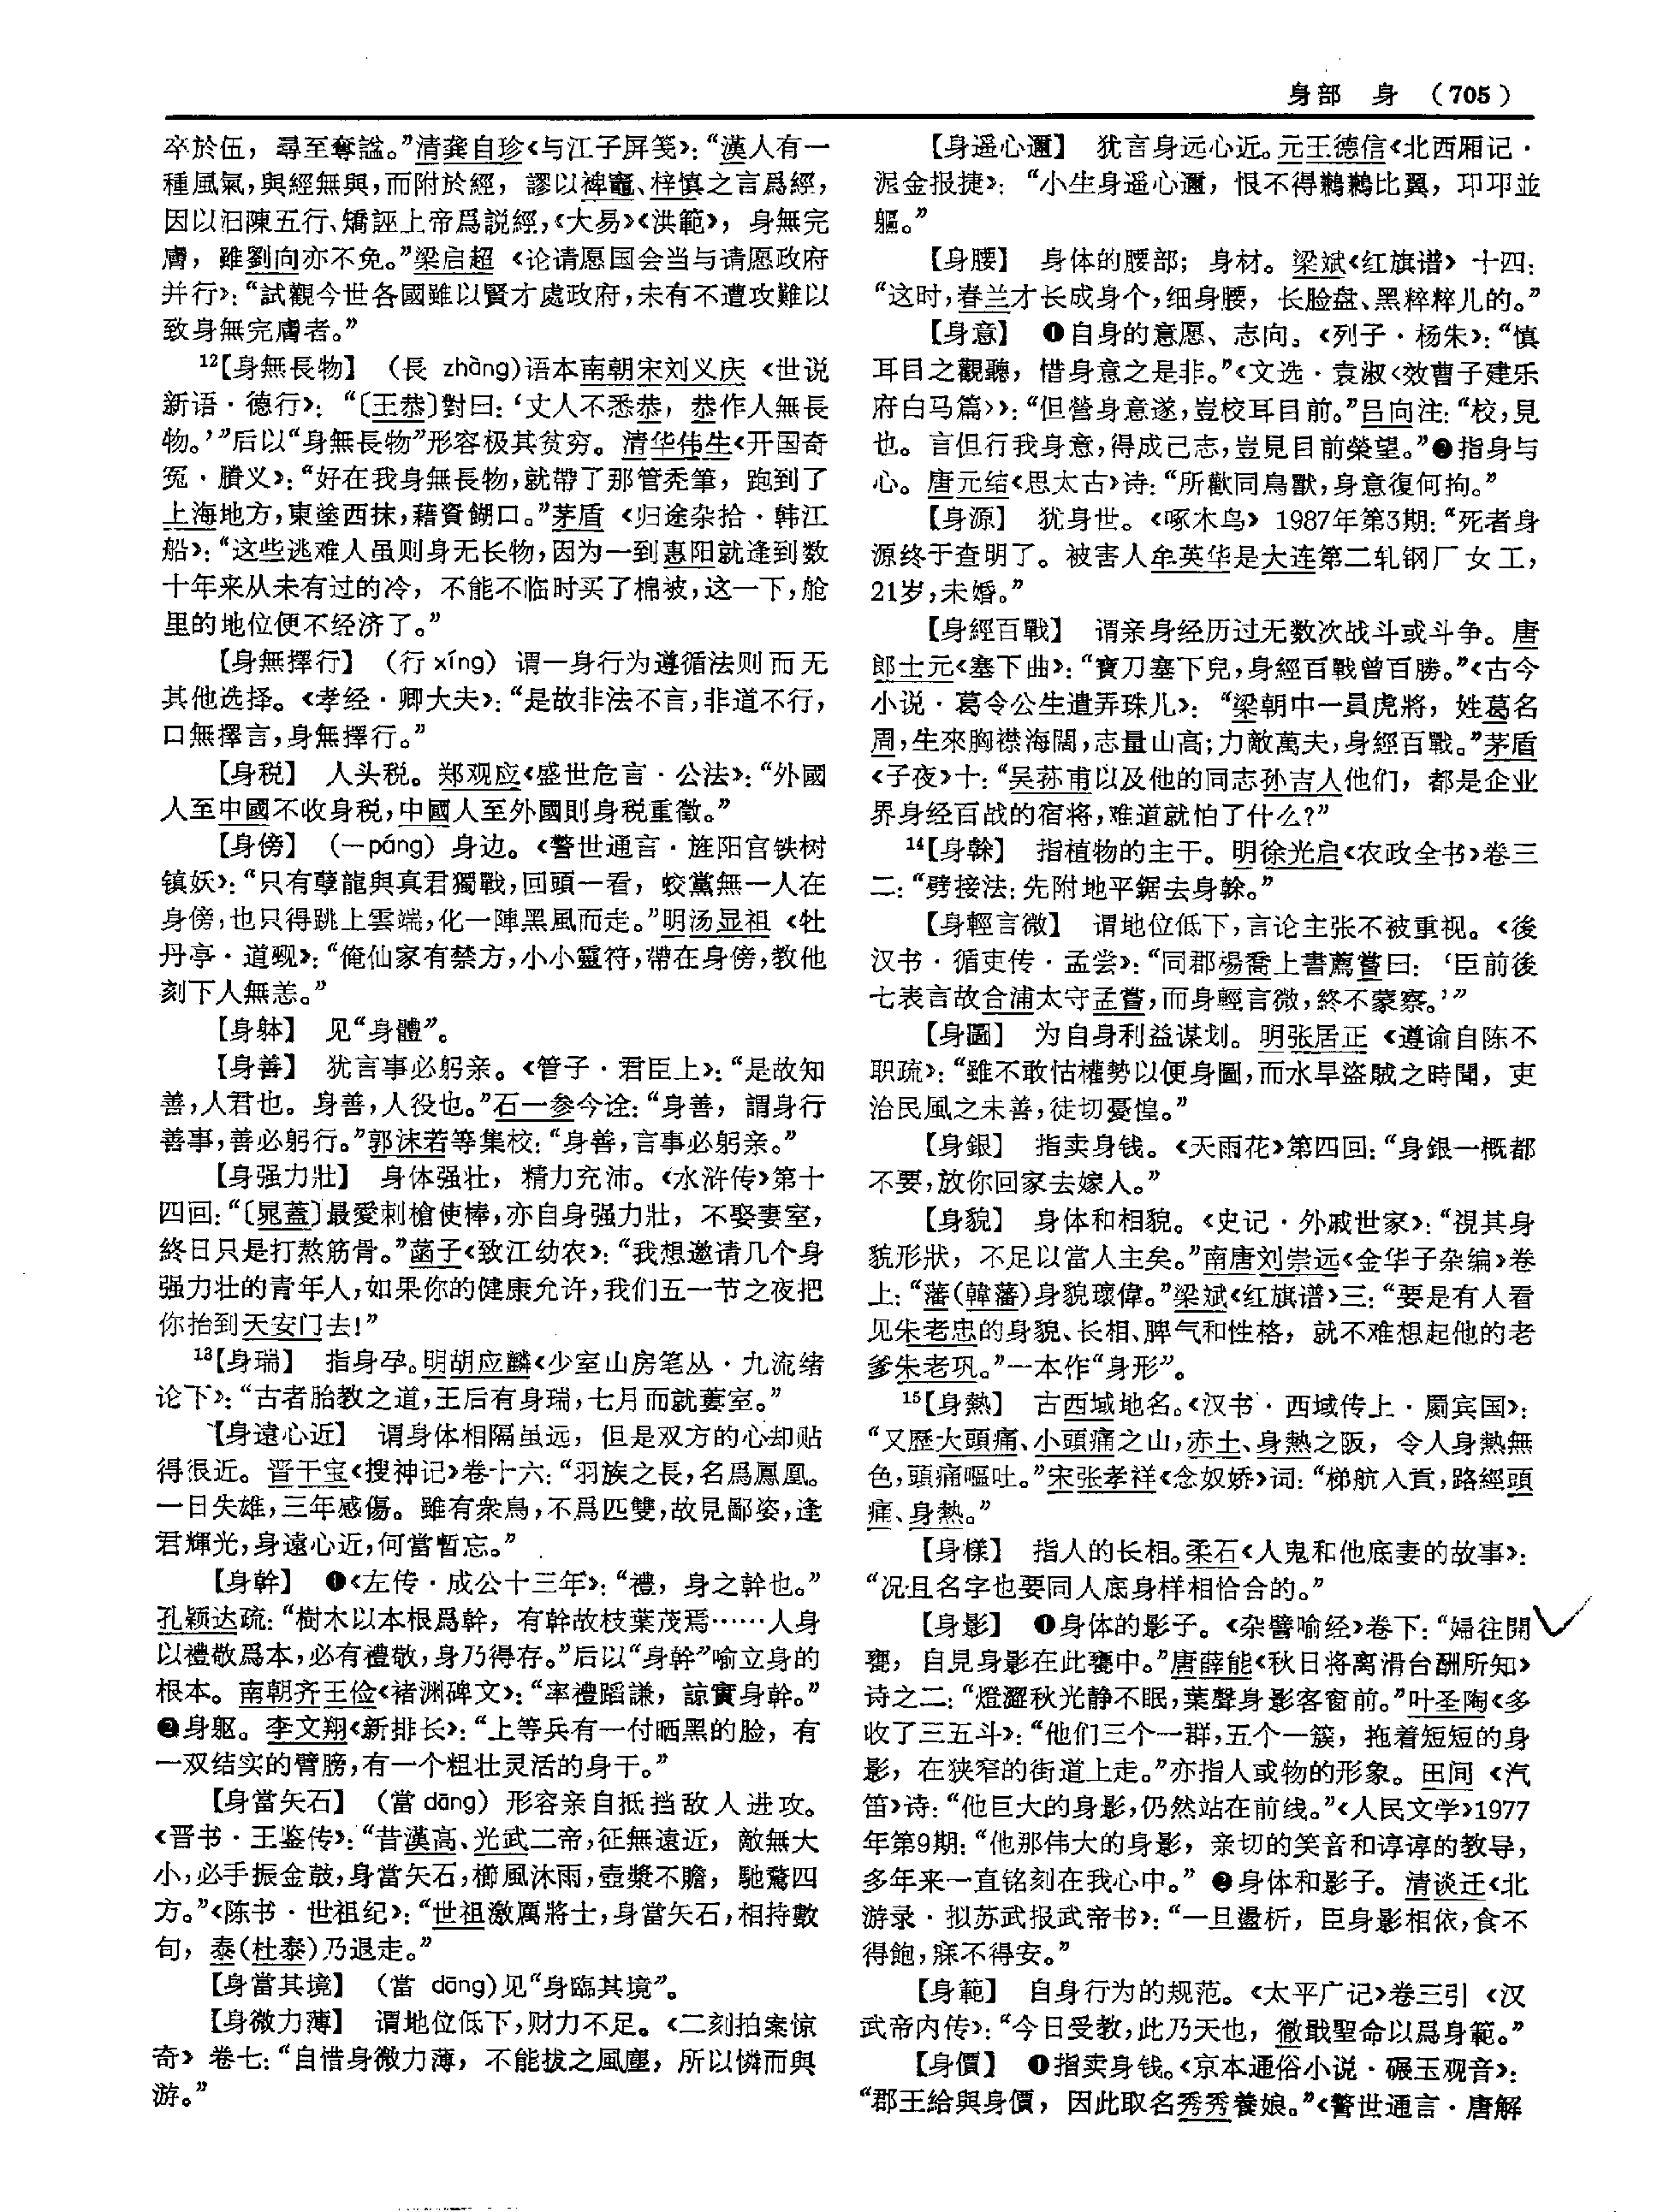 身部　身　（705）
卒於伍，尋至奪謚。”清龚自珍《与江子屏笺》：“漢人有一
種風氣，與經無與，而附於經，謬以裨竈、梓慎之言爲經，
因以汩陳五行、矯誣上帝爲説經，《大易》《洪範》，身無完
膚，雖劉向亦不免。”梁启超《论请愿国会当与请愿政府
并行》：“試觀今世各國雖以賢才處政府，未有不遭攻難以
致身無完膚者。”
12【身無長物】（長 zhàng）语本南朝宋刘义庆《世说
新语·德行》：“〔王恭〕對曰：‘丈人不悉恭，恭作人無長
物。’”后以“身無長物”形容极其贫穷。清华伟生《开国奇
冤·賸义》：“好在我身無長物，就帶了那管禿筆，跑到了
上海地方，東塗西抹，藉資餬口。”茅盾《归途杂拾·韩江
船》：“这些逃难人虽则身无长物，因为一到惠阳就逢到数
十年来从未有过的冷，不能不临时买了棉被，这一下，舱
里的地位便不经济了。”
【身無擇行】（行 xíng）谓一身行为遵循法则而无
其他选择。《孝经·卿大夫》：“是故非法不言，非道不行，
口無擇言，身無擇行。”
【身税】　人头税。郑观应《盛世危言·公法》：“外國
人至中國不收身税，中國人至外國則身税重徵。”
【身傍】（一páng）身边。《警世通言·旌阳宫铁树
镇妖》：“只有孽龍與真君獨戰，回頭一看，蛟黨無一人在
身傍，也只得跳上雲端，化一陣黑風而走。”明汤显祖《牡
丹亭·道觋》：“俺仙家有禁方，小小靈符，帶在身傍，教他
刻下人無恙。”
【身躰】　见“身體”。
【身善】　犹言事必躬亲。《管子·君臣上》：“是故知
善，人君也。身善，人役也。”石一参今诠：“身善，謂身行
善事，善必躬行。”郭沫若等集校：“身善，言事必躬亲。”
【身强力壯】　身体强壮，精力充沛。《水浒传》第十
四回：“〔晁蓋〕最愛刺槍使棒，亦自身强力壯，不娶妻室，
終日只是打熬筋骨。”菡子《致江幼农》：“我想邀请几个身
强力壮的青年人，如果你的健康允许，我们五一节之夜把
你抬到天安门去！”
13【身瑞】　指身孕。明胡应麟《少室山房笔丛·九流绪
论下》：“古者胎教之道，王后有身瑞，七月而就蔞室。”
【身遠心近】　谓身体相隔虽远，但是双方的心却贴
得很近。晋干宝《搜神记》卷十六：“羽族之長，名爲鳳凰。
一日失雄，三年感傷。雖有衆鳥，不爲匹雙，故見鄙姿，逢
君輝光，身遠心近，何當暫忘。”
【身幹】　❶《左传·成公十三年》：“禮，身之幹也。”
孔颖达疏：“樹木以本根爲幹，有幹故枝葉茂焉……人身
以禮敬爲本，必有禮敬，身乃得存。”后以“身幹”喻立身的
根本。南朝齐王俭《褚渊碑文》：“率禮蹈謙，諒實身幹。”
❷身躯。李文翔《新排长》：“上等兵有一付晒黑的脸，有
一双结实的臂膀，有一个粗壮灵活的身干。”
【身當矢石】（當 dāng）形容亲自抵挡敌人进攻。
《晋书·王鉴传》：“昔漢高、光武二帝，征無遠近，敵無大
小，必手振金鼓，身當矢石，櫛風沐雨，壺漿不贍，馳騖四
方。”《陈书·世祖纪》：“世祖激厲將士，身當矢石，相持數
旬，泰（杜泰）乃退走。”
【身當其境】（當 dāng）见“身臨其境”。
【身微力薄】　谓地位低下，财力不足。《二刻拍案惊
奇》卷七：“自惜身微力薄，不能拔之風塵，所以憐而與
游。”
【身遥心邇】　犹言身远心近。元王德信《北西厢记·
泥金报捷》：“小生身遥心邇，恨不得鶼鶼比翼，邛邛並
軀。”
【身腰】　身体的腰部；身材。梁斌《红旗谱》十四：
“这时，春兰才长成身个，细身腰，长脸盘、黑粹粹儿的。”
【身意】　❶自身的意愿、志向。《列子·杨朱》：“慎
耳目之觀聽，惜身意之是非。”《文选·袁淑〈效曹子建乐
府白马篇〉》：“但營身意遂，豈校耳目前。”吕向注：“校，見
也。言但行我身意，得成己志，豈見目前榮望。”❷指身与
心。唐元结《思太古》诗：“所歡同鳥獸，身意復何拘。”
【身源】　犹身世。《啄木鸟》1987年第3期：“死者身
源终于查明了。被害人牟英华是大连第二轧钢厂女工，
21岁，未婚。”
【身經百戰】　谓亲身经历过无数次战斗或斗争。唐
郎士元《塞下曲》：“寶刀塞下兒，身經百戰曾百勝。”《古今
小说·葛令公生遣弄珠儿》：“梁朝中一員虎將，姓葛名
周，生來胸襟海闊，志量山高；力敵萬夫，身經百戰。”茅盾
《子夜》十：“吴荪甫以及他的同志孙吉人他们，都是企业
界身经百战的宿将，难道就怕了什么？”
14【身榦】　指植物的主干。明徐光启《农政全书》卷三
二：“劈接法：先附地平鋸去身榦。”
【身輕言微】　谓地位低下，言论主张不被重视。《後
汉书·循吏传·孟尝》：“同郡楊喬上書薦嘗曰：‘臣前後
七表言故合浦太守孟嘗，而身輕言微，終不蒙察。’”
【身圖】　为自身利益谋划。明张居正《遵谕自陈不
职疏》：“雖不敢怙權勢以便身圖，而水旱盜賊之時聞，吏
治民風之未善，徒切憂惶。”
【身銀】　指卖身钱。《天雨花》第四回：“身銀一概都
不要，放你回家去嫁人。”
【身貌】　身体和相貌。《史记·外戚世家》：“視其身
貌形狀，不足以當人主矣。”南唐刘崇远《金华子杂编》卷
上：“藩（韓藩）身貌瓌偉。”梁斌《红旗谱》三：“要是有人看
见朱老忠的身貌、长相、脾气和性格，就不难想起他的老
爹朱老巩。”一本作“身形”。
15【身熱】　古西域地名。《汉书·西域传上·罽宾国》：
“又歷大頭痛、小頭痛之山，赤土、身熱之阪，令人身熱無
色，頭痛嘔吐。”宋张孝祥《念奴娇》词：“梯航入貢，路經頭
痛、身熱。”
【身樣】　指人的长相。柔石《人鬼和他底妻的故事》：
“况且名字也要同人底身样相恰合的。”
【身影】　❶身体的影子。《杂譬喻经》卷下：“婦往開
甕，自見身影在此甕中。”唐薛能《秋日将离滑台酬所知》
诗之二：“燈澀秋光静不眠，葉聲身影客窗前。”叶圣陶《多
收了三五斗》：“他们三个一群，五个一簇，拖着短短的身
影，在狭窄的街道上走。”亦指人或物的形象。田间《汽
笛》诗：“他巨大的身影，仍然站在前线。”《人民文学》1977
年第9期：“他那伟大的身影，亲切的笑音和谆谆的教导，
多年来一直铭刻在我心中。”❷身体和影子。清谈迁《北
游录·拟苏武报武帝书》：“一旦盪析，臣身影相依，食不
得飽，寐不得安。”
【身範】　自身行为的规范。《太平广记》卷三引《汉
武帝内传》：“今日受教，此乃天也，徹戢聖命以爲身範。”
【身價】　❶指卖身钱。《京本通俗小说·碾玉观音》：
“郡王給與身價，因此取名秀秀養娘。”《警世通言·唐解